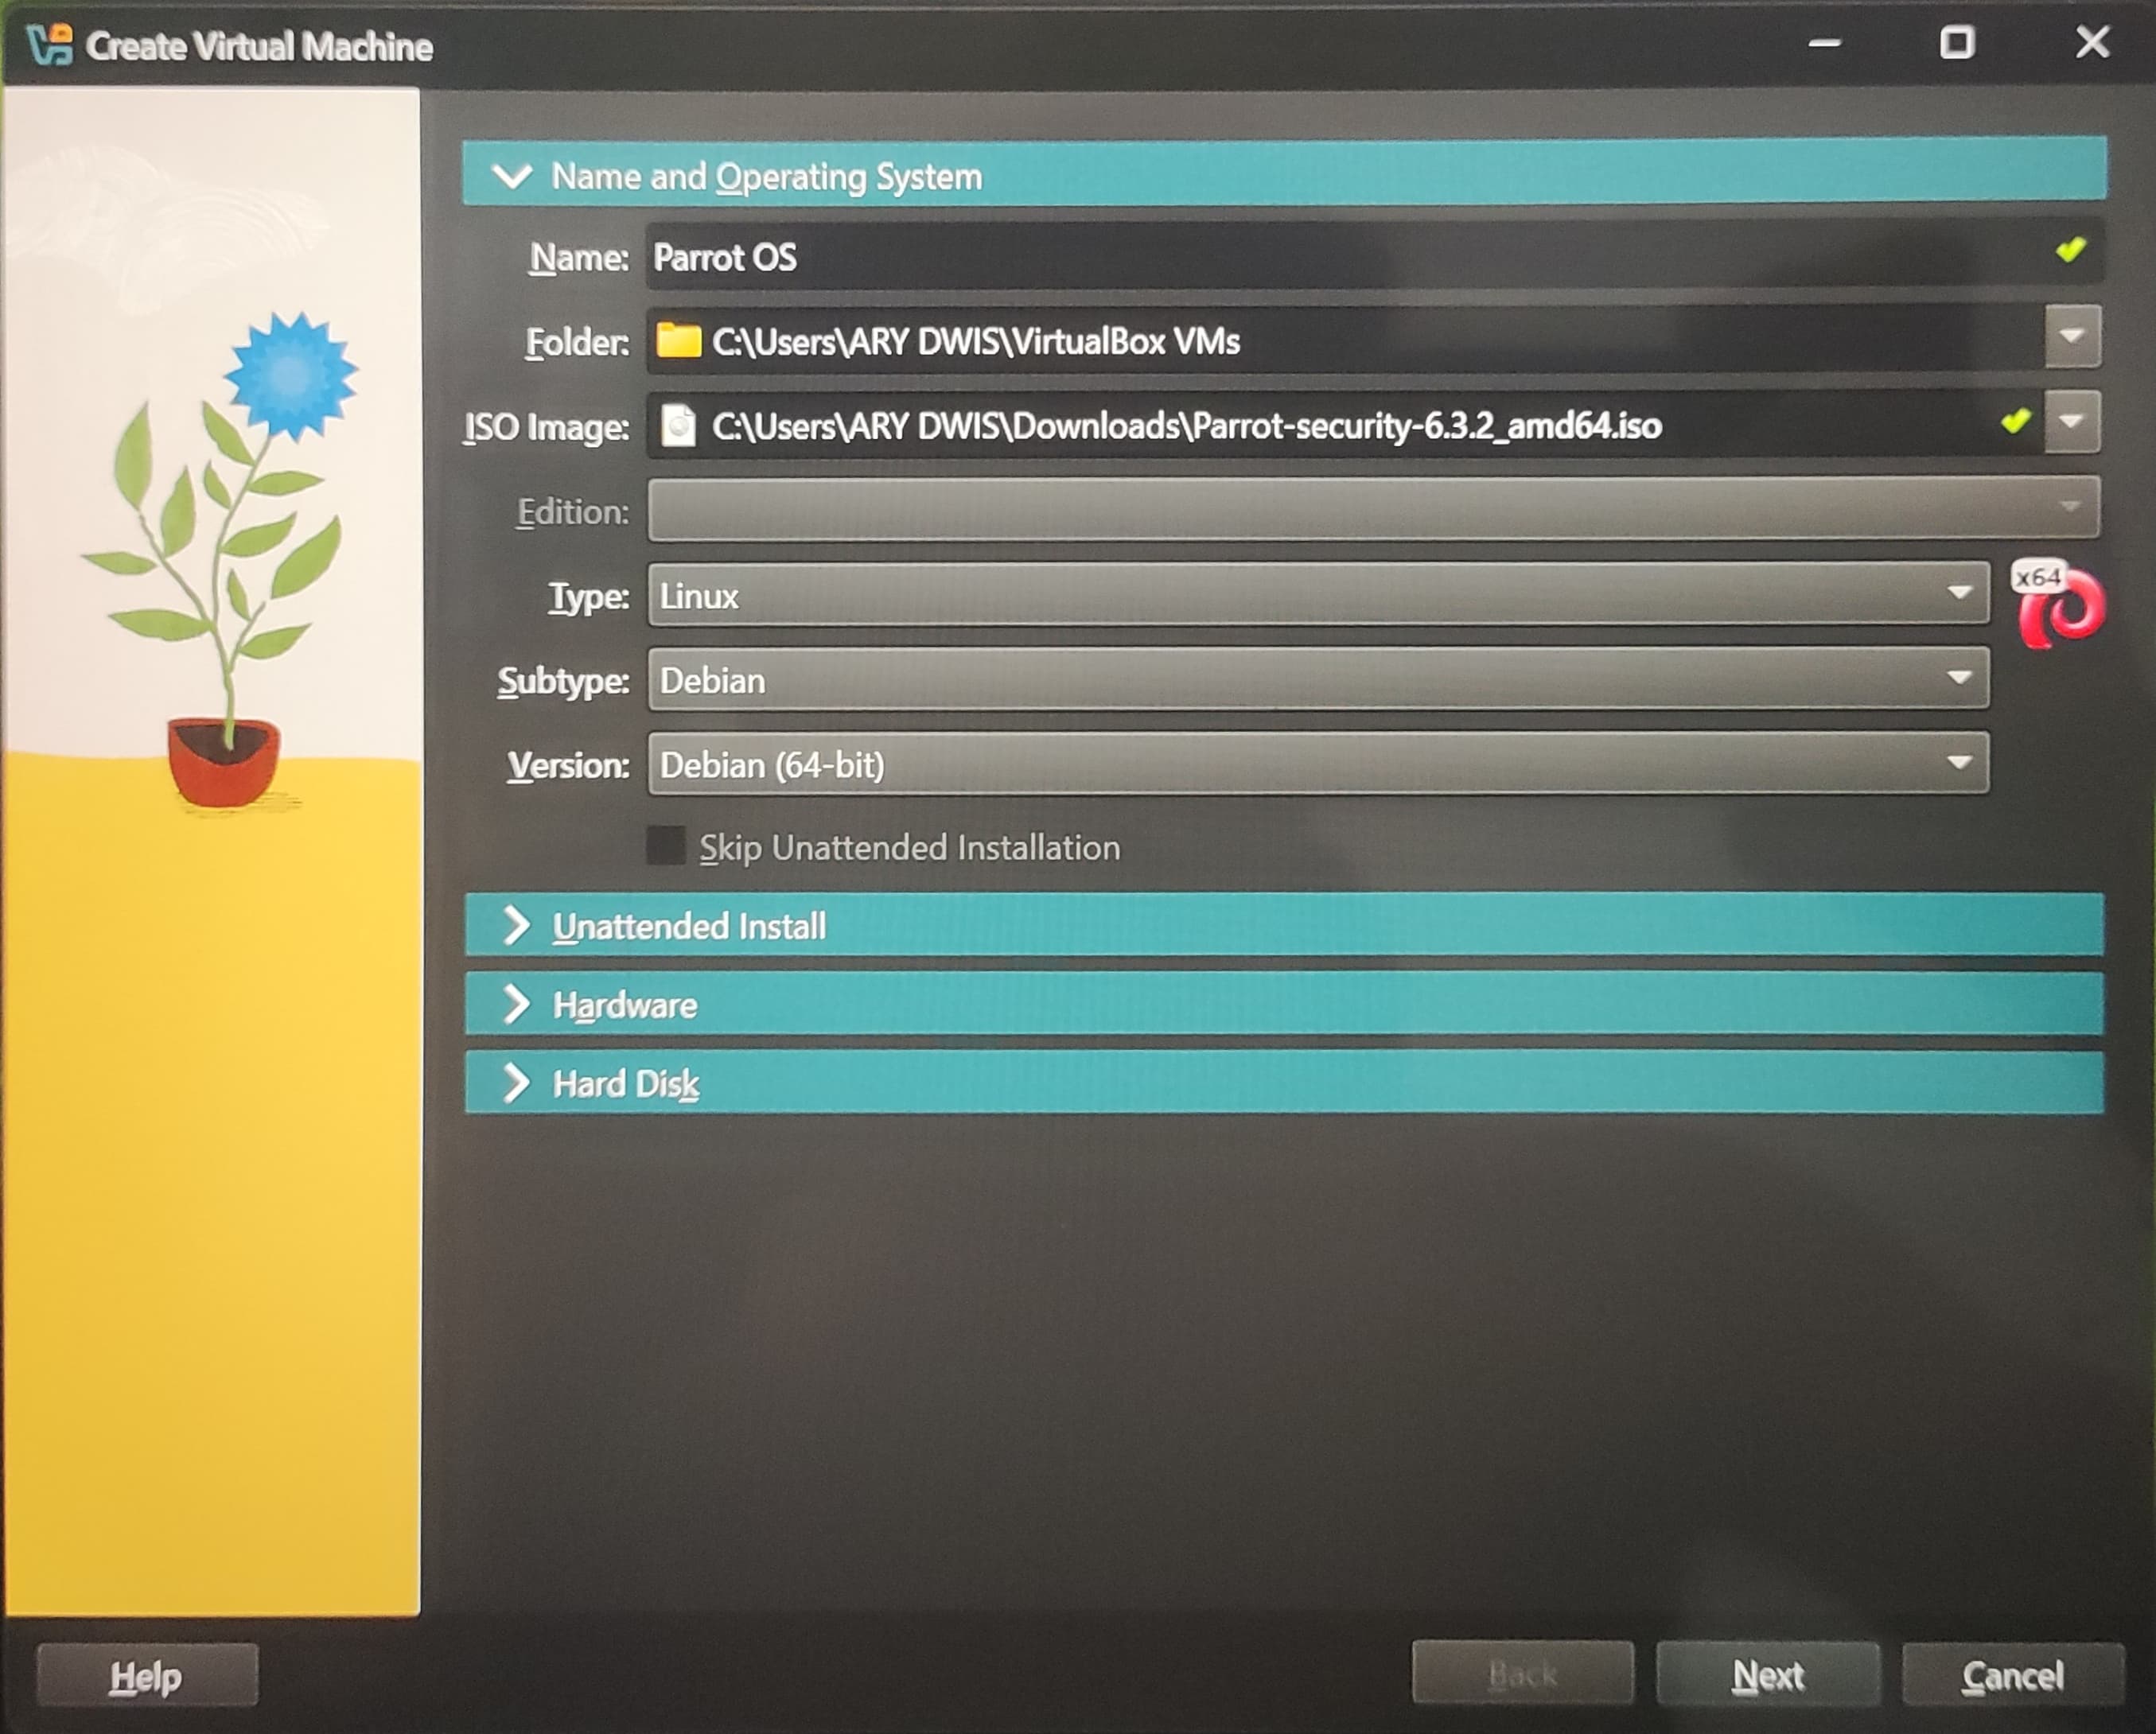 Create Virtual Machine
Name and Operating System
Name: Parrot OS
Folder: C:\Users\ARY DWIS\VirtualBox VMs
ISO Image: C:\Users\ARY DWIS\Downloads\Parrot-security-6.3.2_amd64.iso
Edition:
Type: Linux
x64
Subtype: Debian
Version: Debian (64-bit)
Skip Unattended Installation
Unattended Install
Hardware
Hard Disk
Help Back Next Cancel